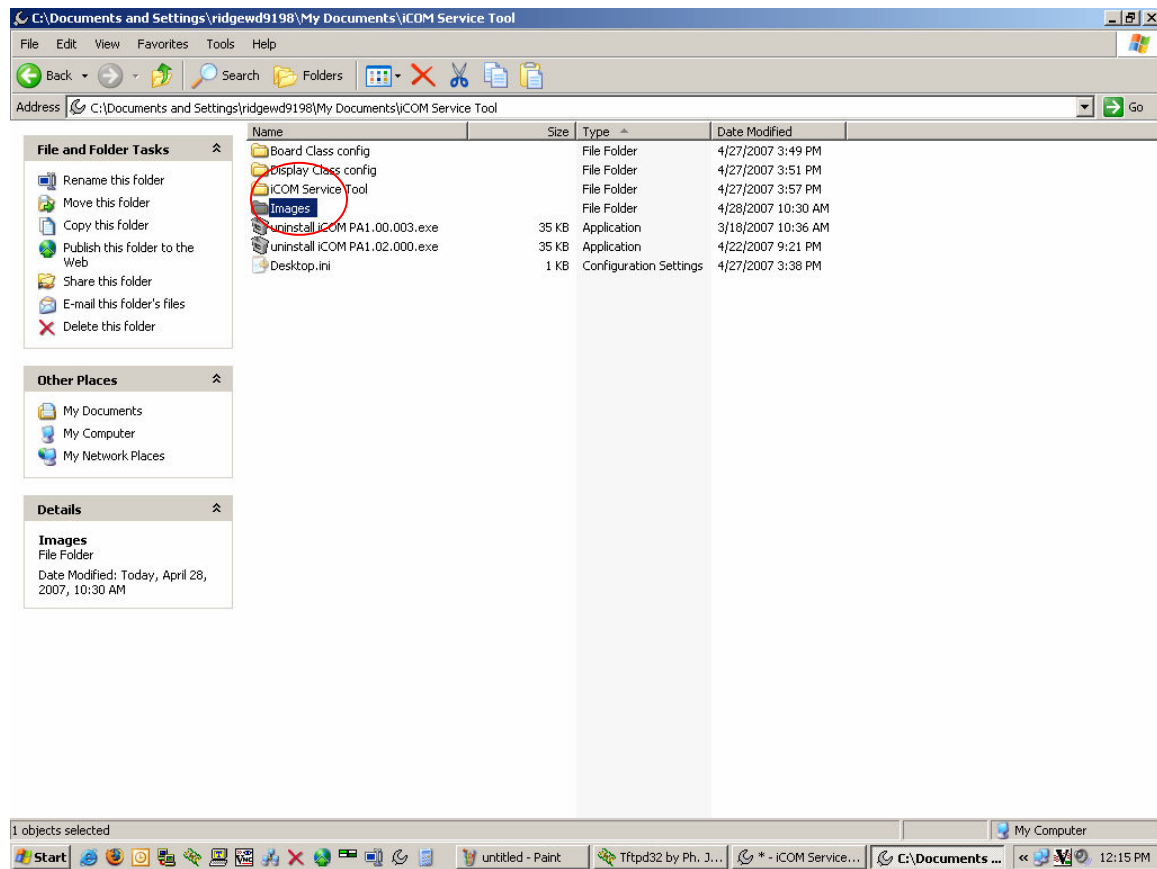 C:\Documents and Settings\ridgewd9198\My Documents\iCOM Service Tool
File Edit View Favorites Tools Help
Back Search Folders
Address C:\Documents and Settings\ridgewd9198\My Documents\iCOM Service Tool Go
File and Folder Tasks
Rename this folder
Move this folder
Copy this folder
Publish this folder to the
Web
Share this folder
E-mail this folder's files
Delete this folder
Other Places
My Documents
My Computer
My Network Places
Details
Images
File Folder
Date Modified: Today, April 28,
2007, 10:30 AM
Name Size Type Date Modified
Board Class config File Folder 4/27/2007 3:49 PM
Display Class config File Folder 4/27/2007 3:51 PM
iCOM Service Tool File Folder 4/27/2007 3:57 PM
Images File Folder 4/28/2007 10:30 AM
uninstall iCOM PA1.00.003.exe 35 KB Application 3/18/2007 10:36 AM
uninstall iCOM PA1.02.000.exe 35 KB Application 4/22/2007 9:21 PM
Desktop.ini 1 KB Configuration Settings 4/27/2007 3:38 PM
1 objects selected My Computer
Start untitled - Paint Tftpd32 by Ph. J... * - iCOM Service... C:\Documents ... 12:15 PM